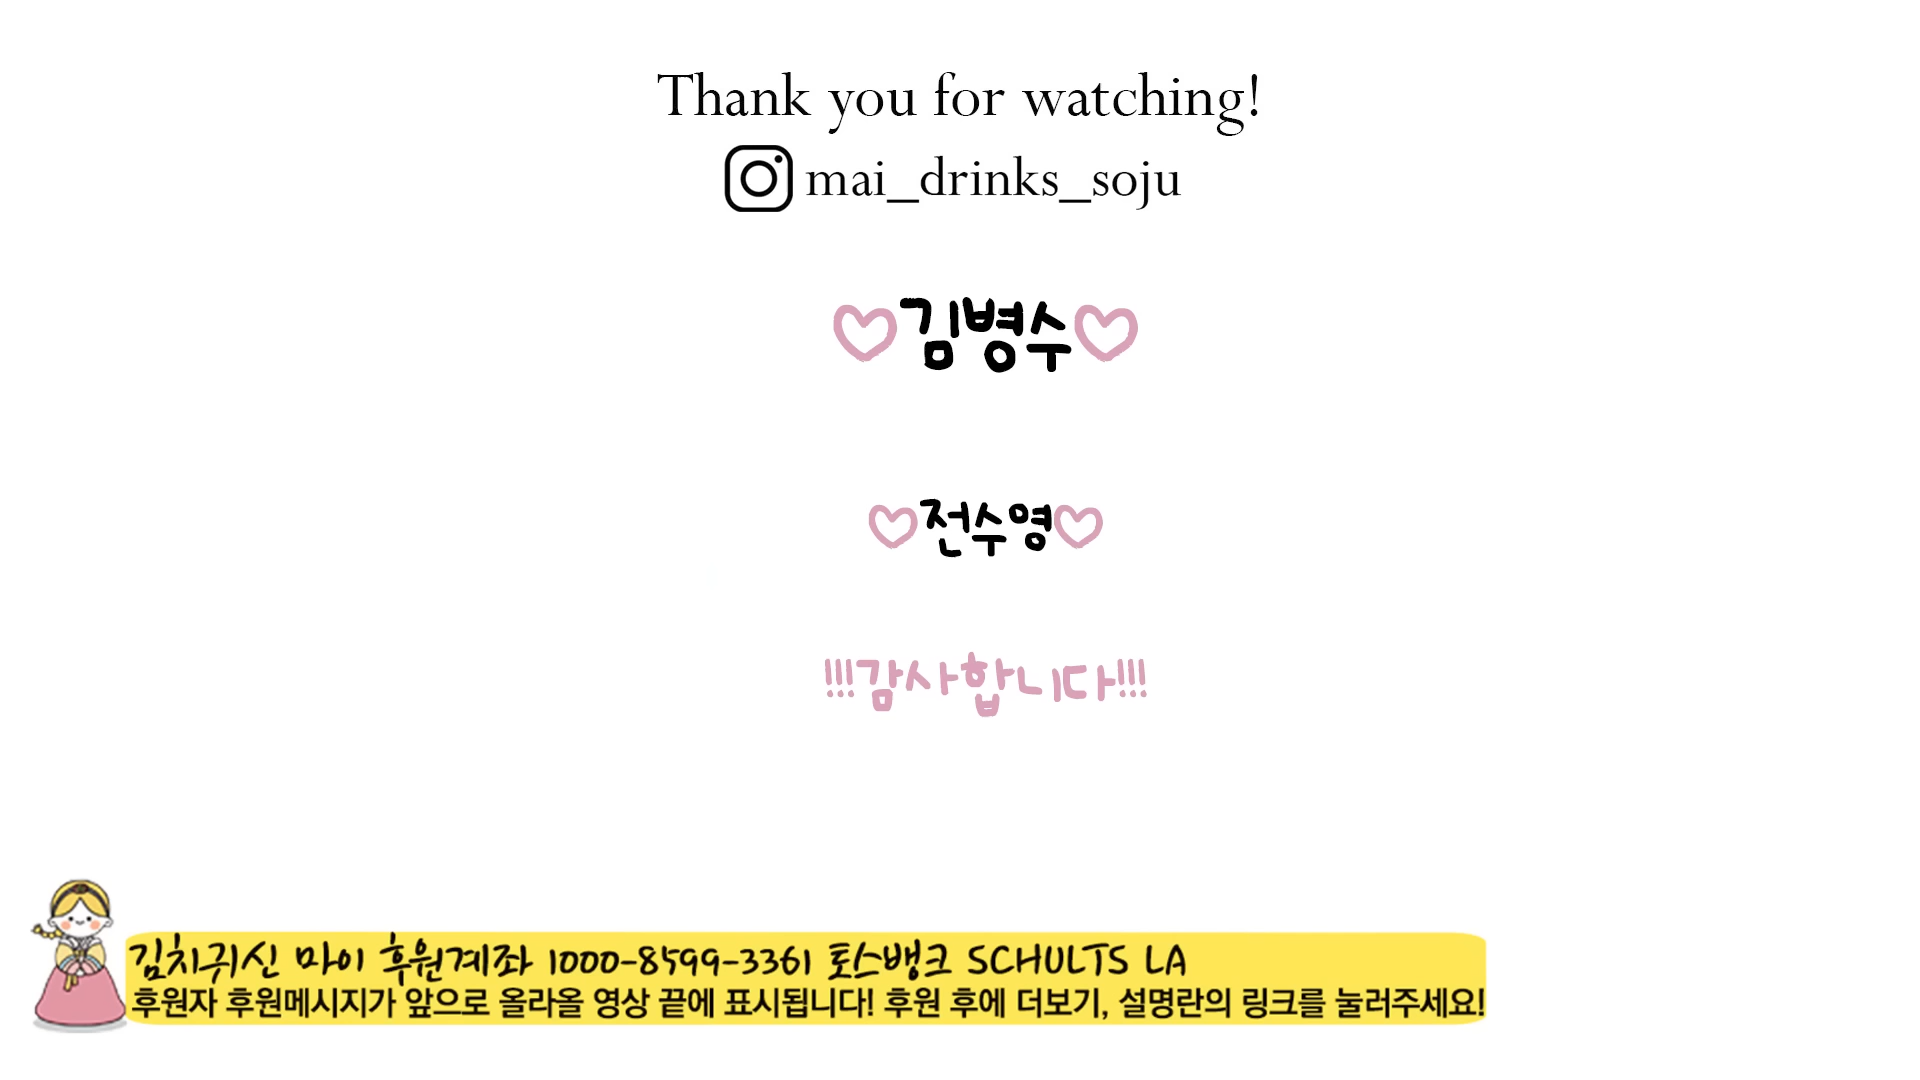 Thank you for watching!
mai_drinks_soju
♡김병수♡
♡전수영♡
!!!감사합니다!!!
김치귀신 마이 후원계좌 1000-8599-3361 토스뱅크 SCHULTS LA
후원자 후원메시지가 앞으로 올라올 영상 끝에 표시됩니다! 후원 후에 더보기, 설명란의 링크를 눌러주세요!